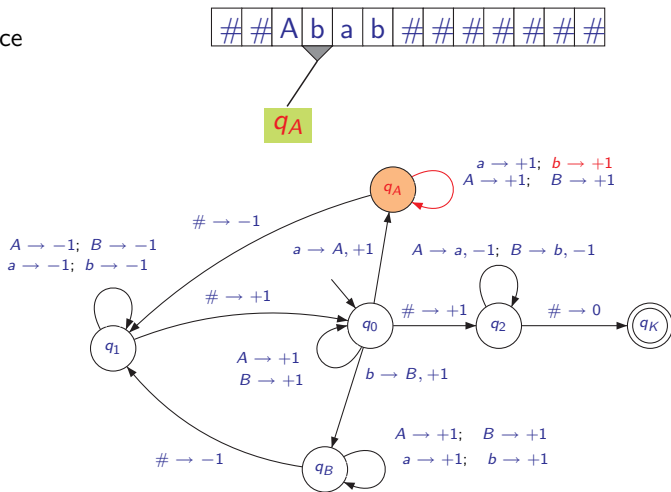 ce
# # A b a b # # # # # # #
q_A
a → +1; b → +1
q_A
A → +1; B → +1
# → −1
A → −1; B → −1
a → −1; b → −1
a → A, +1
A → a, −1; B → b, −1
# → +1
# → +1
# → 0
q_0
q_2
q_K
q_1
A → +1
B → +1
b → B, +1
A → +1; B → +1
# → −1
q_B
a → +1; b → +1